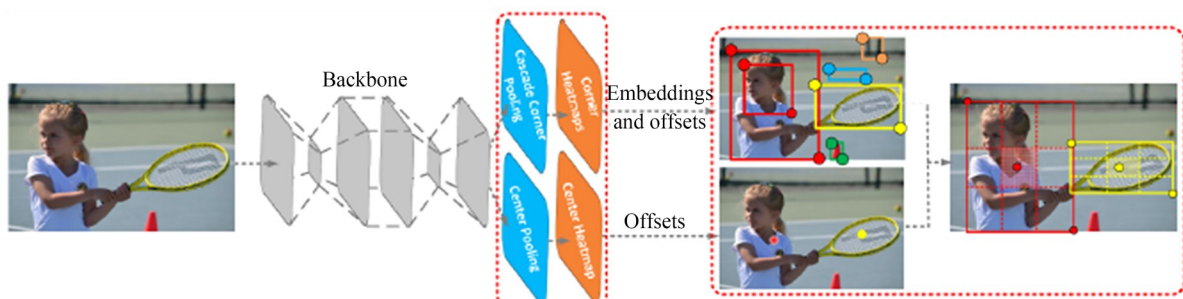 Backbone
Cascade Corner
Pooling
Corner
Heatmaps
Center Pooling
Center Heatmap
Embeddings
and offsets
Offsets